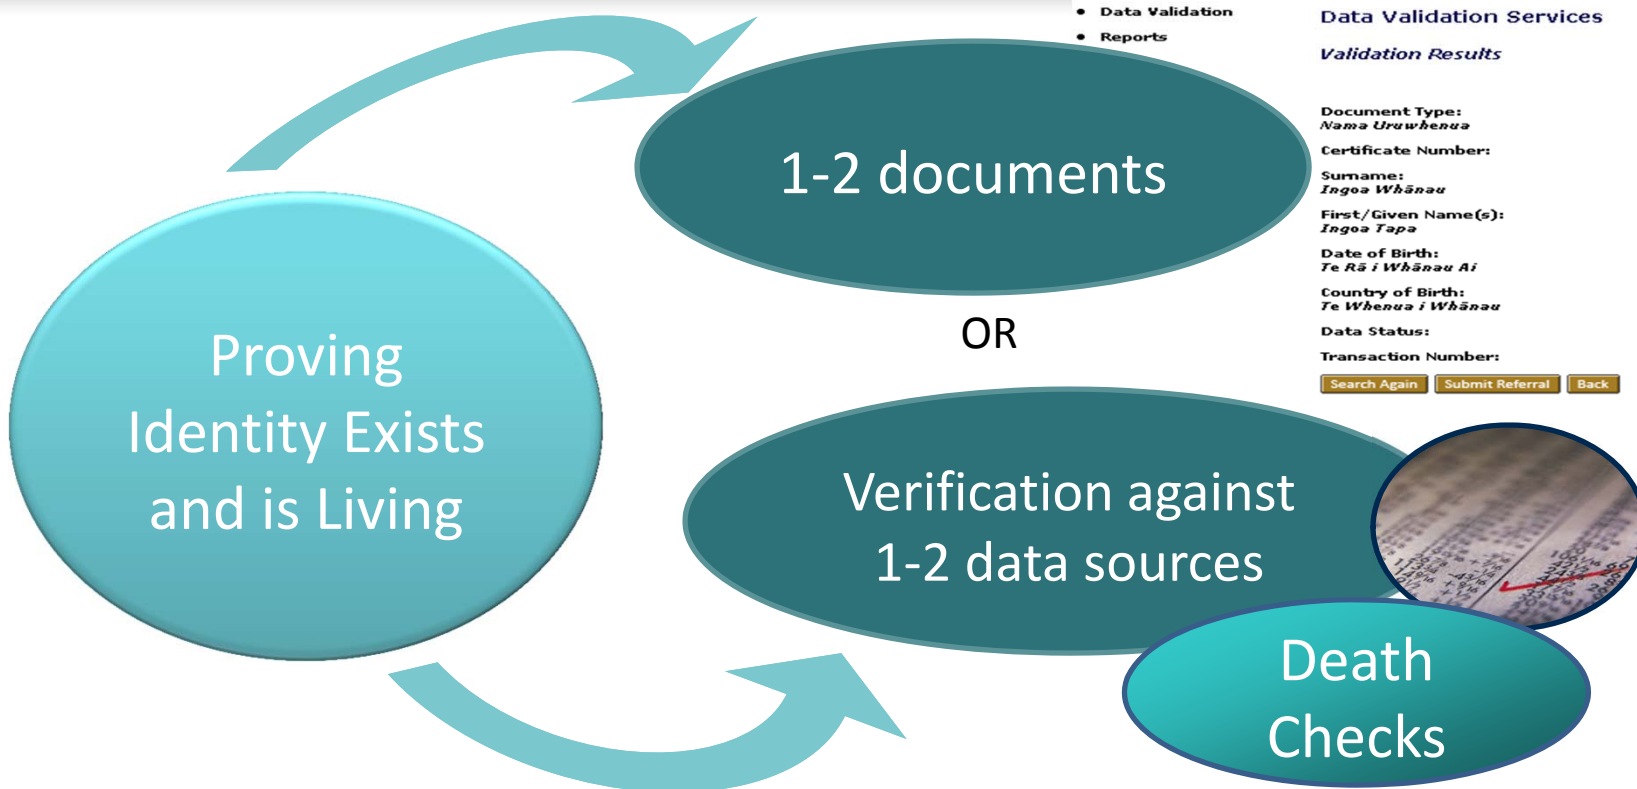 Proving
Identity Exists
and is Living
1-2 documents
OR
Verification against
1-2 data sources
Death
Checks
• Data Validation
• Reports
Data Validation Services
Validation Results
Document Type:
Nama Uruwhenua
Certificate Number:
Surname:
Ingoa Whānau
First/Given Name(s):
Ingoa Tapa
Date of Birth:
Te Rā i Whānau Ai
Country of Birth:
Te Whenua i Whānau
Data Status:
Transaction Number:
Search Again
Submit Referral
Back